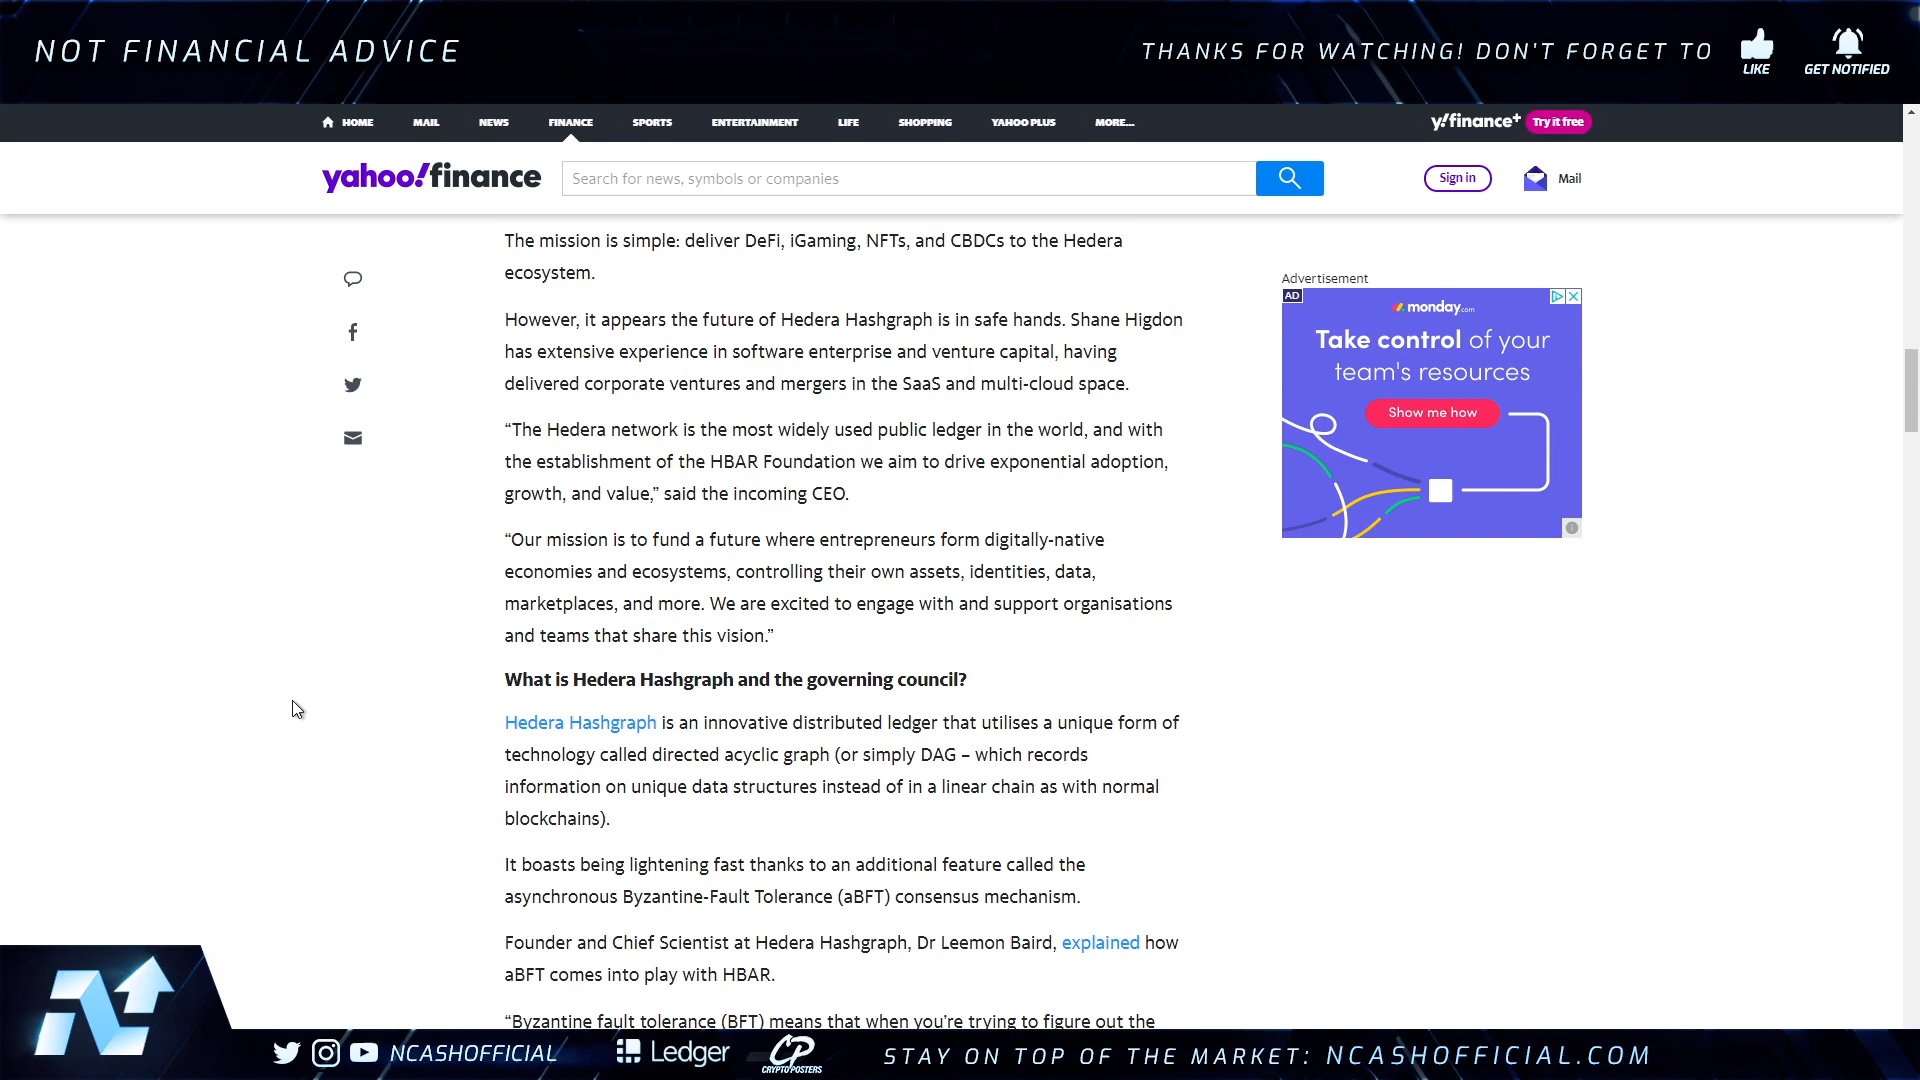 NOT FINANCIAL ADVICE
THANKS FOR WATCHING! DON'T FORGET TO
LIKE
GET NOTIFIED
HOME MAIL NEWS FINANCE SPORTS ENTERTAINMENT LIFE SHOPPING YAHOO PLUS MORE...
y!finance+ Try it free
yahoo!finance
Search for news, symbols or companies
Sign in
Mail
The mission is simple: deliver DeFi, iGaming, NFTs, and CBDCs to the Hedera
ecosystem.
However, it appears the future of Hedera Hashgraph is in safe hands. Shane Higdon
has extensive experience in software enterprise and venture capital, having
delivered corporate ventures and mergers in the SaaS and multi-cloud space.
“The Hedera network is the most widely used public ledger in the world, and with
the establishment of the HBAR Foundation we aim to drive exponential adoption,
growth, and value,” said the incoming CEO.
“Our mission is to fund a future where entrepreneurs form digitally-native
economies and ecosystems, controlling their own assets, identities, data,
marketplaces, and more. We are excited to engage with and support organisations
and teams that share this vision.”
What is Hedera Hashgraph and the governing council?
Hedera Hashgraph is an innovative distributed ledger that utilises a unique form of
technology called directed acyclic graph (or simply DAG – which records
information on unique data structures instead of in a linear chain as with normal
blockchains).
It boasts being lightening fast thanks to an additional feature called the
asynchronous Byzantine-Fault Tolerance (aBFT) consensus mechanism.
Founder and Chief Scientist at Hedera Hashgraph, Dr Leemon Baird, explained how
aBFT comes into play with HBAR.
“Byzantine fault tolerance (BFT) means that when you’re trying to figure out the
Advertisement
AD
monday.com
Take control of your
team's resources
Show me how
NCASHOFFICIAL
Ledger
CP
CRYPTOPOSTERS
STAY ON TOP OF THE MARKET: NCASHOFFICIAL.COM